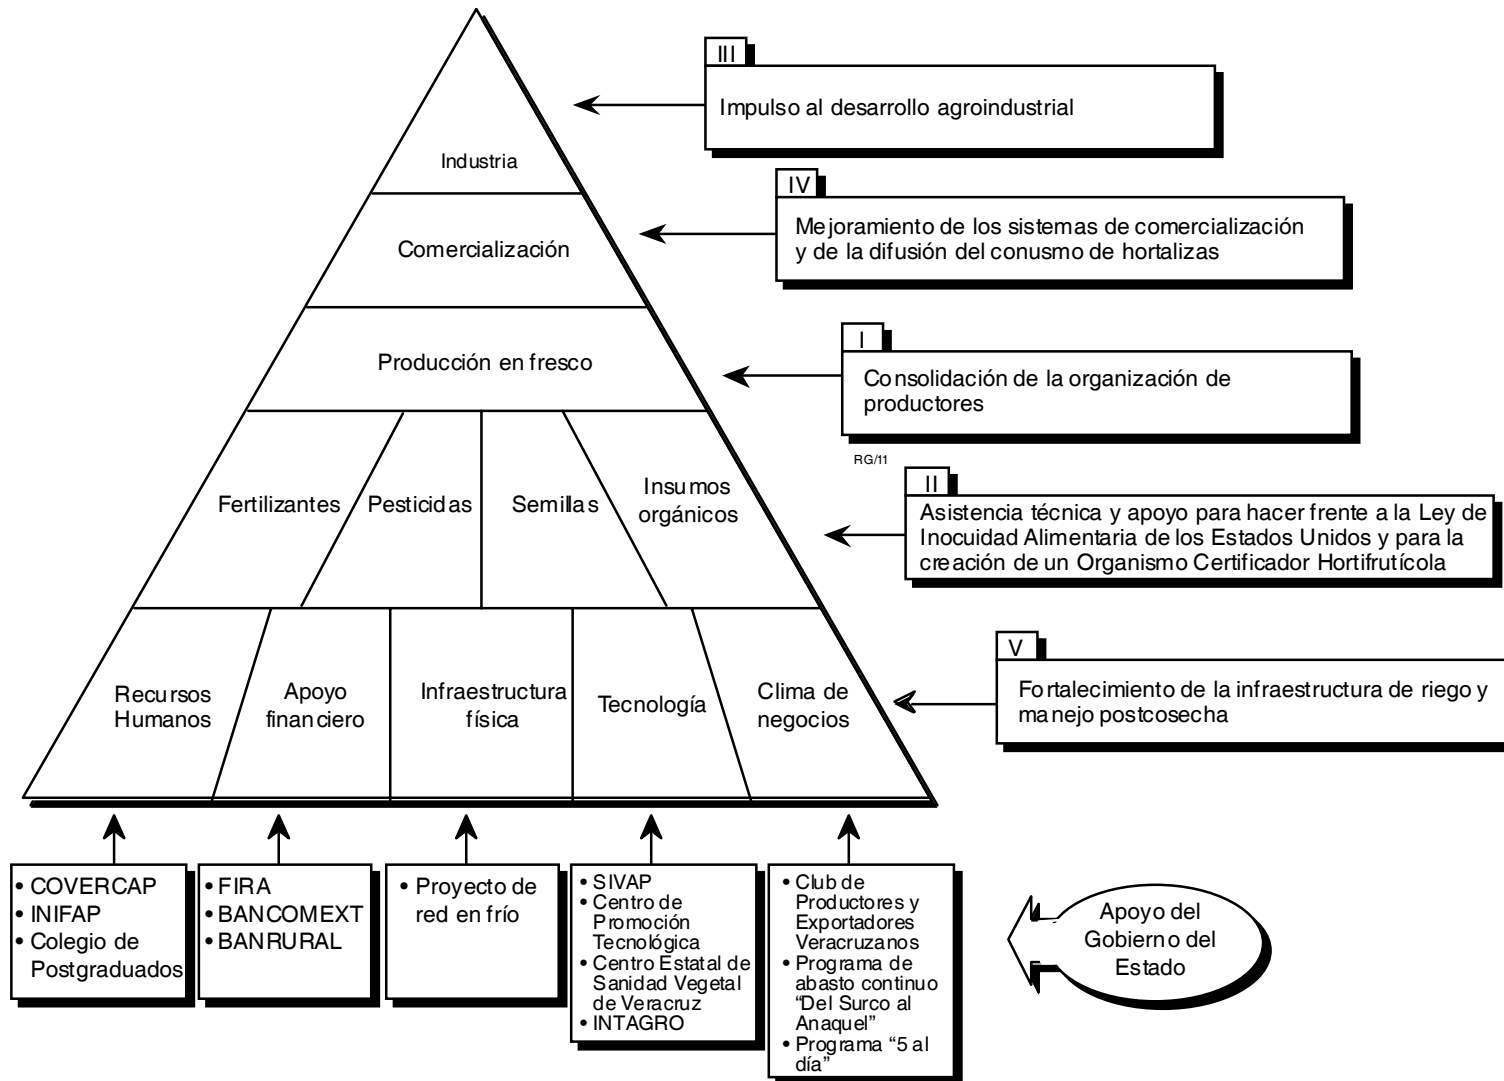 III
Impulso al desarrollo agroindustrial
Industria
IV
Mejoramiento de los sistemas de comercialización
y de la difusión del conusmo de hortalizas
Comercialización
I
Consolidación de la organización de
productores
Producción en fresco
RG/11
II
Asistencia técnica y apoyo para hacer frente a la Ley de
Inocuidad Alimentaria de los Estados Unidos y para la
creación de un Organismo Certificador Hortifrutícola
Fertilizantes
Pesticidas
Semillas
Insumos
orgánicos
V
Fortalecimiento de la infraestructura de riego y
manejo postcosecha
Recursos
Humanos
Apoyo
financiero
Infraestructura
física
Tecnología
Clima de
negocios
• COVERCAP
• INIFAP
• Colegio de
Postgraduados
• FIRA
• BANCOMEXT
• BANRURAL
• Proyecto de
red en frío
• SIVAP
• Centro de
Promoción
Tecnológica
• Centro Estatal de
Sanidad Vegetal
de Veracruz
• INTAGRO
• Club de
Productores y
Exportadores
Veracruzanos
• Programa de
abasto continuo
“Del Surco al
Anaquel”
• Programa “5 al
día”
Apoyo del
Gobierno del
Estado